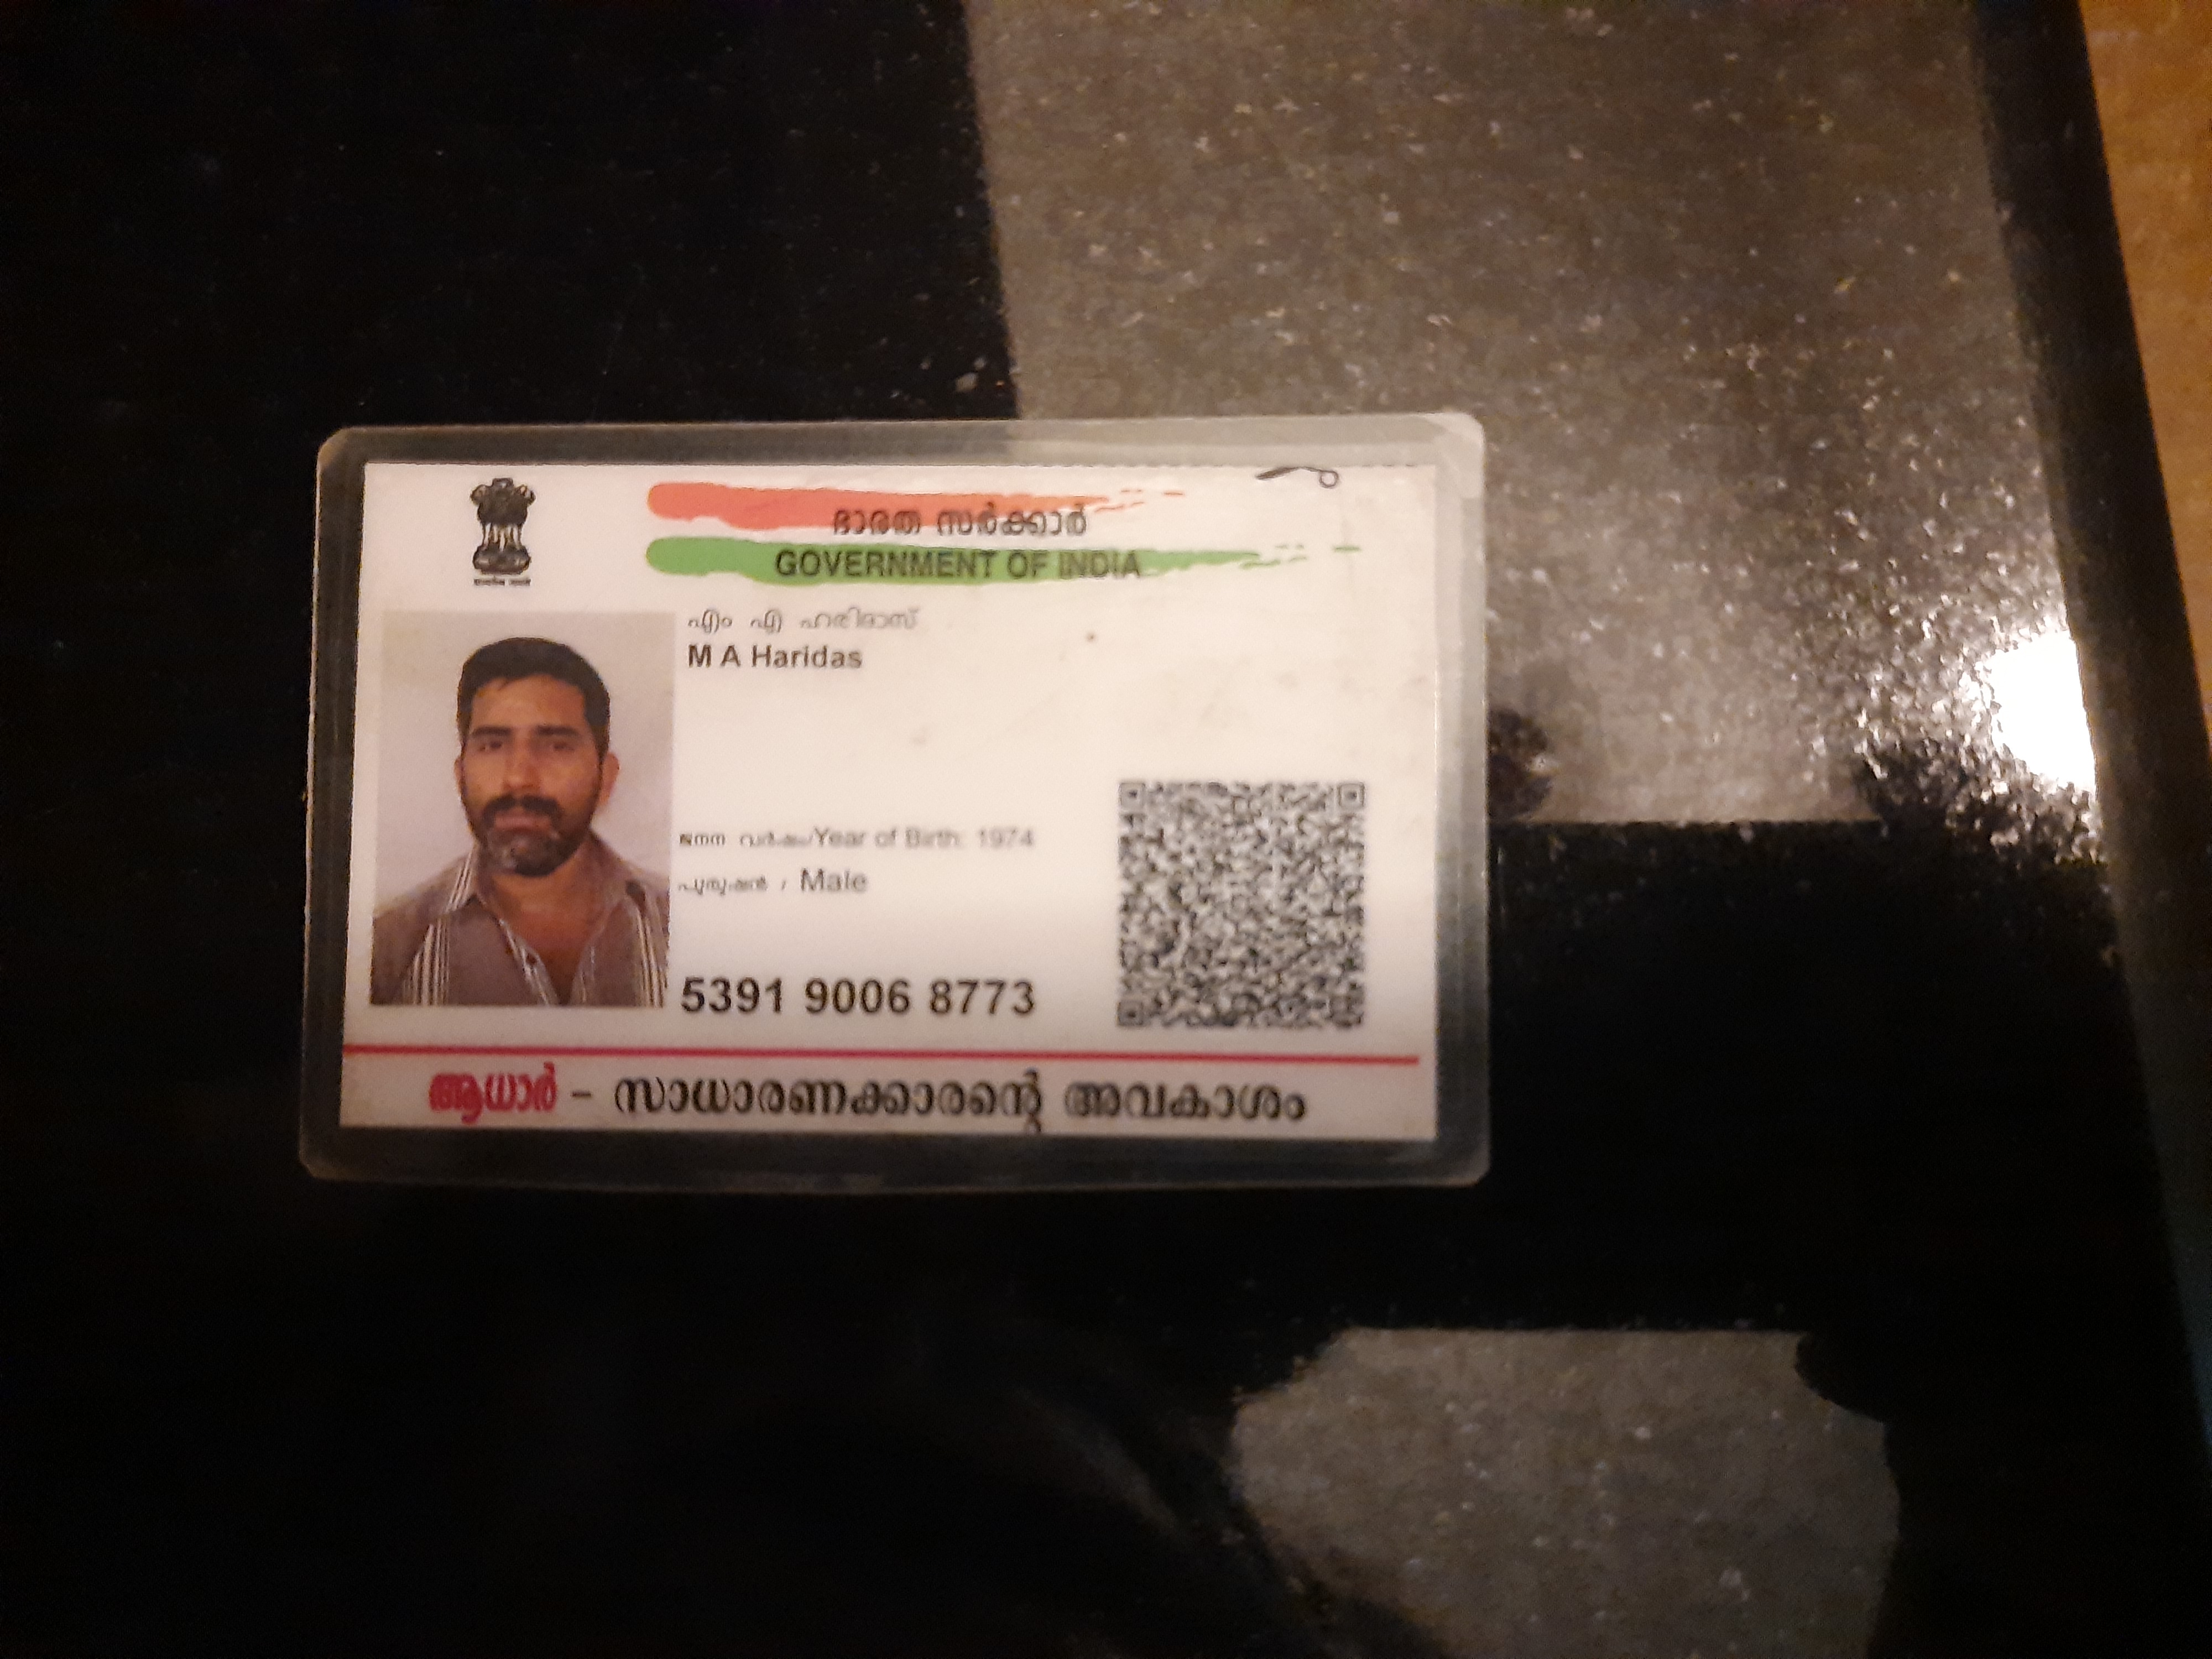 ഭാരത സർക്കാർ
GOVERNMENT OF INDIA
എം എ ഹരിദാസ്
M A Haridas
ജനന വർഷം/Year of Birth: 1974
പുരുഷൻ / Male
5391 9006 8773
ആധാർ - സാധാരണക്കാരന്റെ അവകാശം